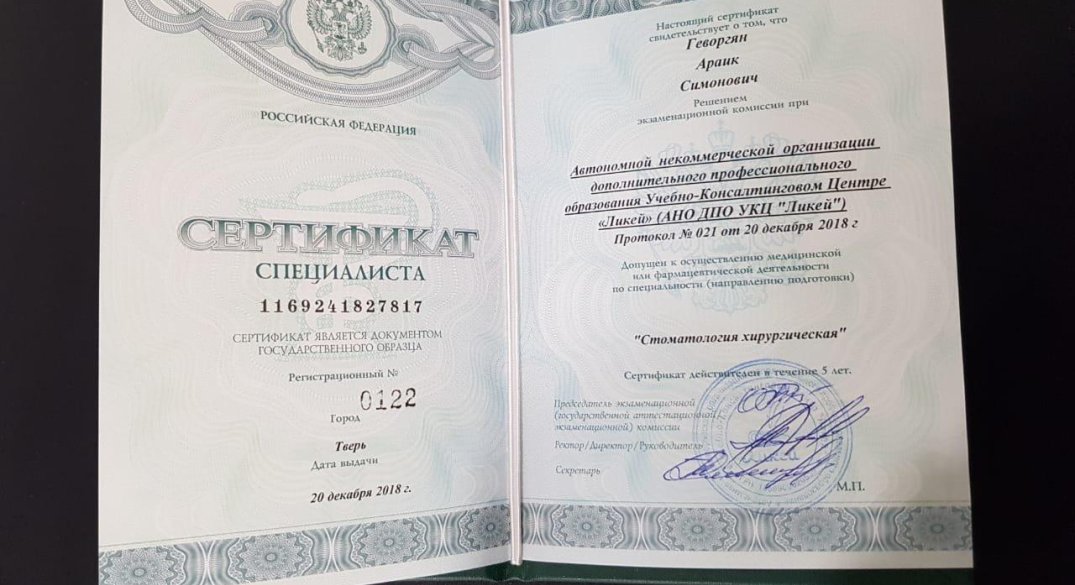 РОССИЙСКАЯ ФЕДЕРАЦИЯ
СЕРТИФИКАТ
СПЕЦИАЛИСТА
1169241827817
СЕРТИФИКАТ ЯВЛЯЕТСЯ ДОКУМЕНТОМ
ГОСУДАРСТВЕННОГО ОБРАЗЦА
Регистрационный №
0122
Город
Тверь
Дата выдачи
20 декабря 2018 г.
Настоящий сертификат
свидетельствует о том, что
Геворгян
Араик
Симонович
Решением
экзаменационной комиссии при
Автономной некоммерческой организации
дополнительного профессионального
образования Учебно-Консалтинговом Центре
«Ликей» (АНО ДПО УКЦ "Ликей")
Протокол № 021 от 20 декабря 2018 г
Допущен к осуществлению медицинской
или фармацевтической деятельности
по специальности (направлению подготовки)
"Стоматология хирургическая"
Сертификат действителен в течение 5 лет.
Председатель экзаменационной
(государственной аттестационной
экзаменационной) комиссии
Ректор/Директор/Руководитель
Секретарь
М.П.